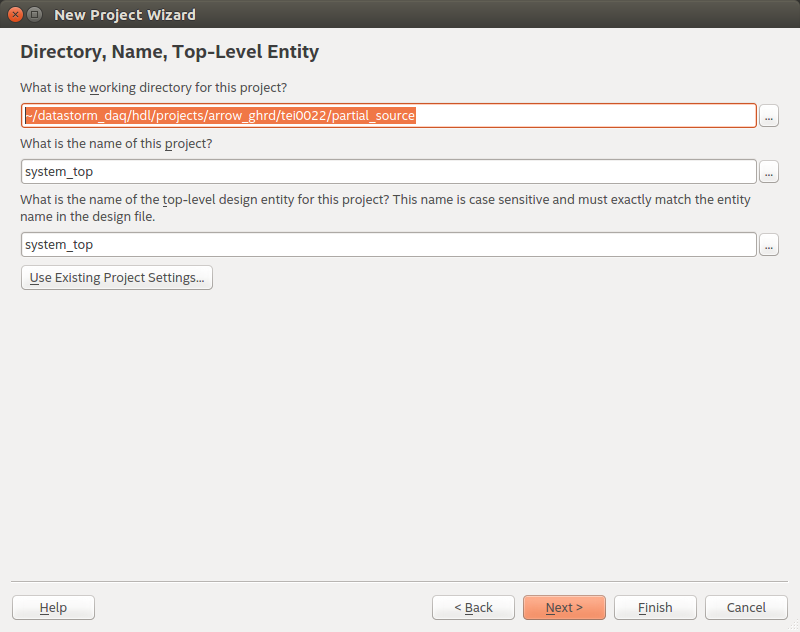 New Project Wizard
Directory, Name, Top-Level Entity
What is the working directory for this project?
~/datastorm_daq/hdl/projects/arrow_ghrd/tei0022/partial_source
...
What is the name of this project?
system_top
...
What is the name of the top-level design entity for this project? This name is case sensitive and must exactly match the entity
name in the design file.
system_top
...
Use Existing Project Settings...
Help
< Back
Next >
Finish
Cancel